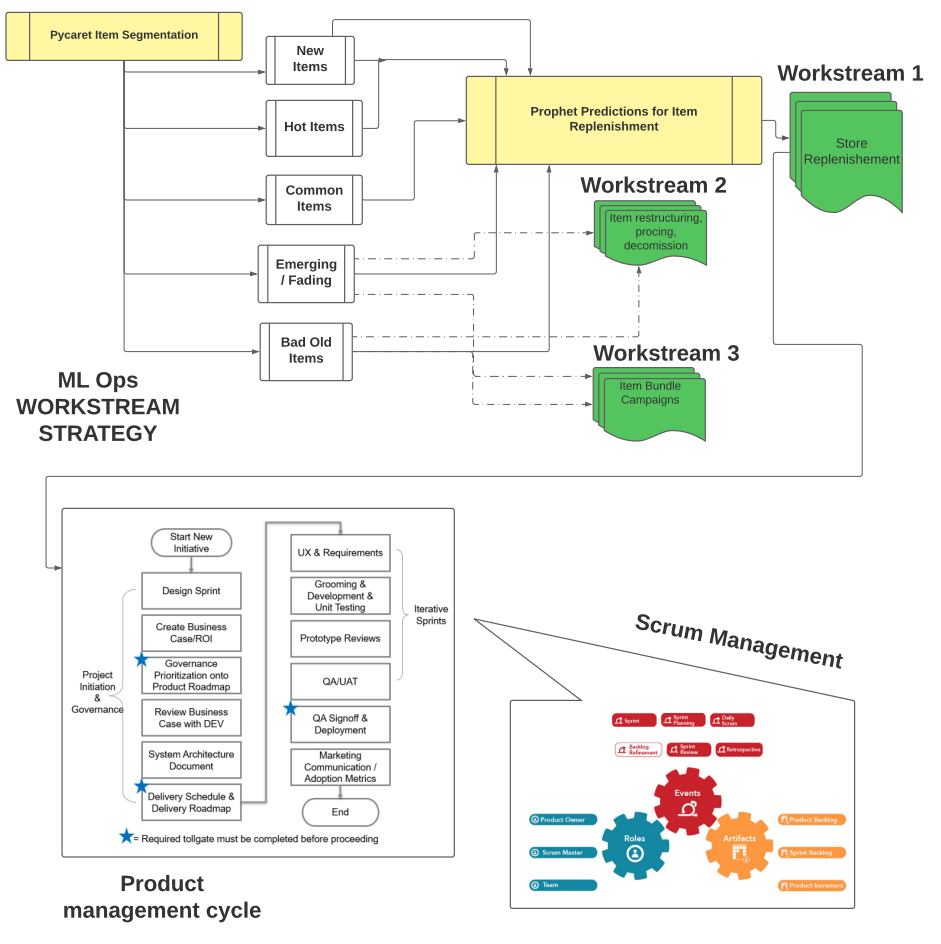 Pycaret Item Segmentation
New
Items
Hot Items
Common
Items
Emerging
/ Fading
Bad Old
Items
Prophet Predictions for Item
Replenishment
Workstream 1
Store
Replenishement
Workstream 2
Item restructuring,
procing,
decomission
Workstream 3
Item Bundle
Campaigns
ML Ops
WORKSTREAM
STRATEGY
Start New
Initiative
Design Sprint
Create Business
Case/ROI
Governance
Prioritization onto
Product Roadmap
Review Business
Case with DEV
System Architecture
Document
Delivery Schedule &
Delivery Roadmap
Project
Initiation
&
Governance
UX & Requirements
Grooming &
Development &
Unit Testing
Prototype Reviews
QA/UAT
QA Signoff &
Deployment
Marketing
Communication /
Adoption Metrics
End
Iterative
Sprints
= Required tollgate must be completed before proceeding
Product
management cycle
Scrum Management
Sprint
Sprint
Planning
Daily
Scrum
Backlog
Refinement
Sprint
Review
Retrospective
Events
Roles
Artifacts
Product Owner
Scrum Master
Team
Product Backlog
Sprint Backlog
Product Increment